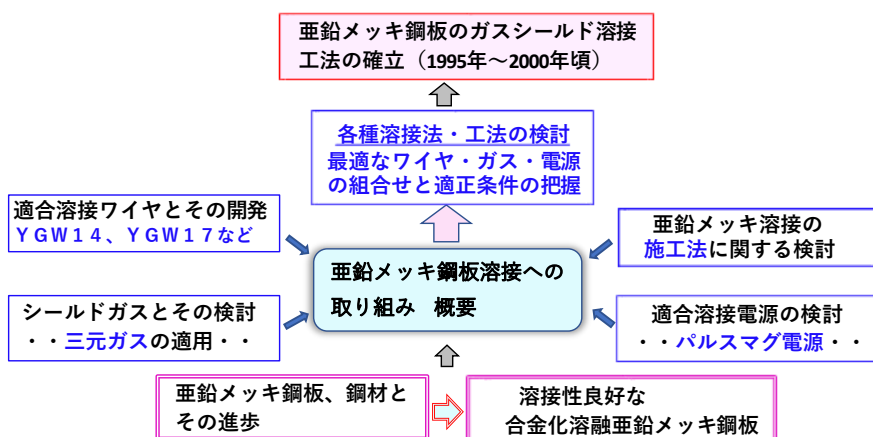 亜鉛メッキ鋼板のガスシールド溶接
工法の確立（1995年～2000年頃）
各種溶接法・工法の検討
最適なワイヤ・ガス・電源
の組合せと適正条件の把握
適合溶接ワイヤとその開発
ＹＧＷ１４、ＹＧＷ１７など
亜鉛メッキ溶接の
施工法に関する検討
亜鉛メッキ鋼板溶接への
取り組み　概要
シールドガスとその検討
・・三元ガスの適用・・
適合溶接電源の検討
・・パルスマグ電源・・
亜鉛メッキ鋼板、鋼材と
その進歩
溶接性良好な
合金化溶融亜鉛メッキ鋼板